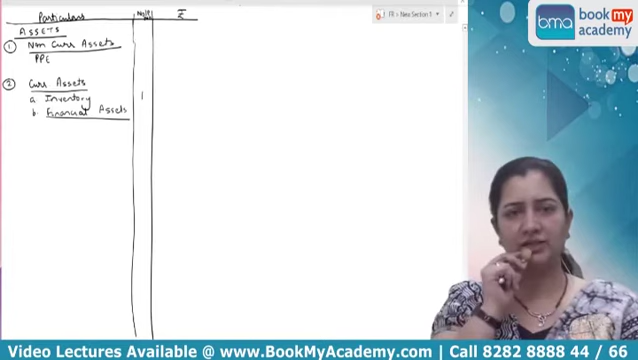 Particulars Note ₹
ASSETS
① Non Curr Assets
PPE
② Curr Assets
a. Inventory 1
b. Financial Assets
FR > New Section 1
bma book my academy
Video Lectures Available @ www.BookMyAcademy.com | Call 8282 8888 44 / 66